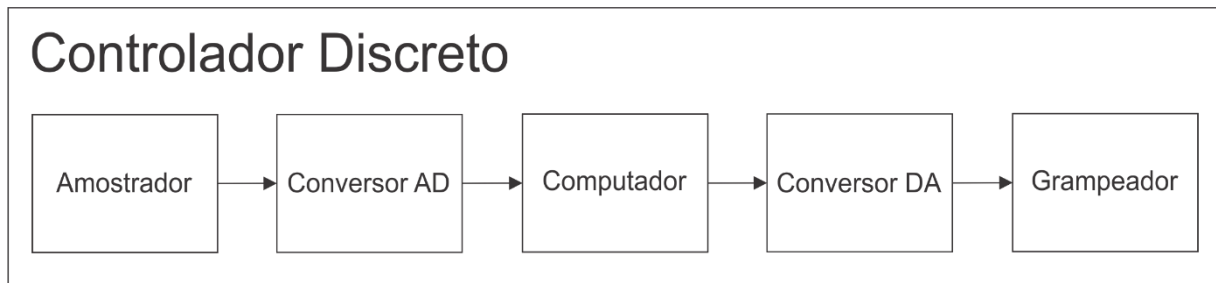 Controlador Discreto
Amostrador
Conversor AD
Computador
Conversor DA
Grampeador